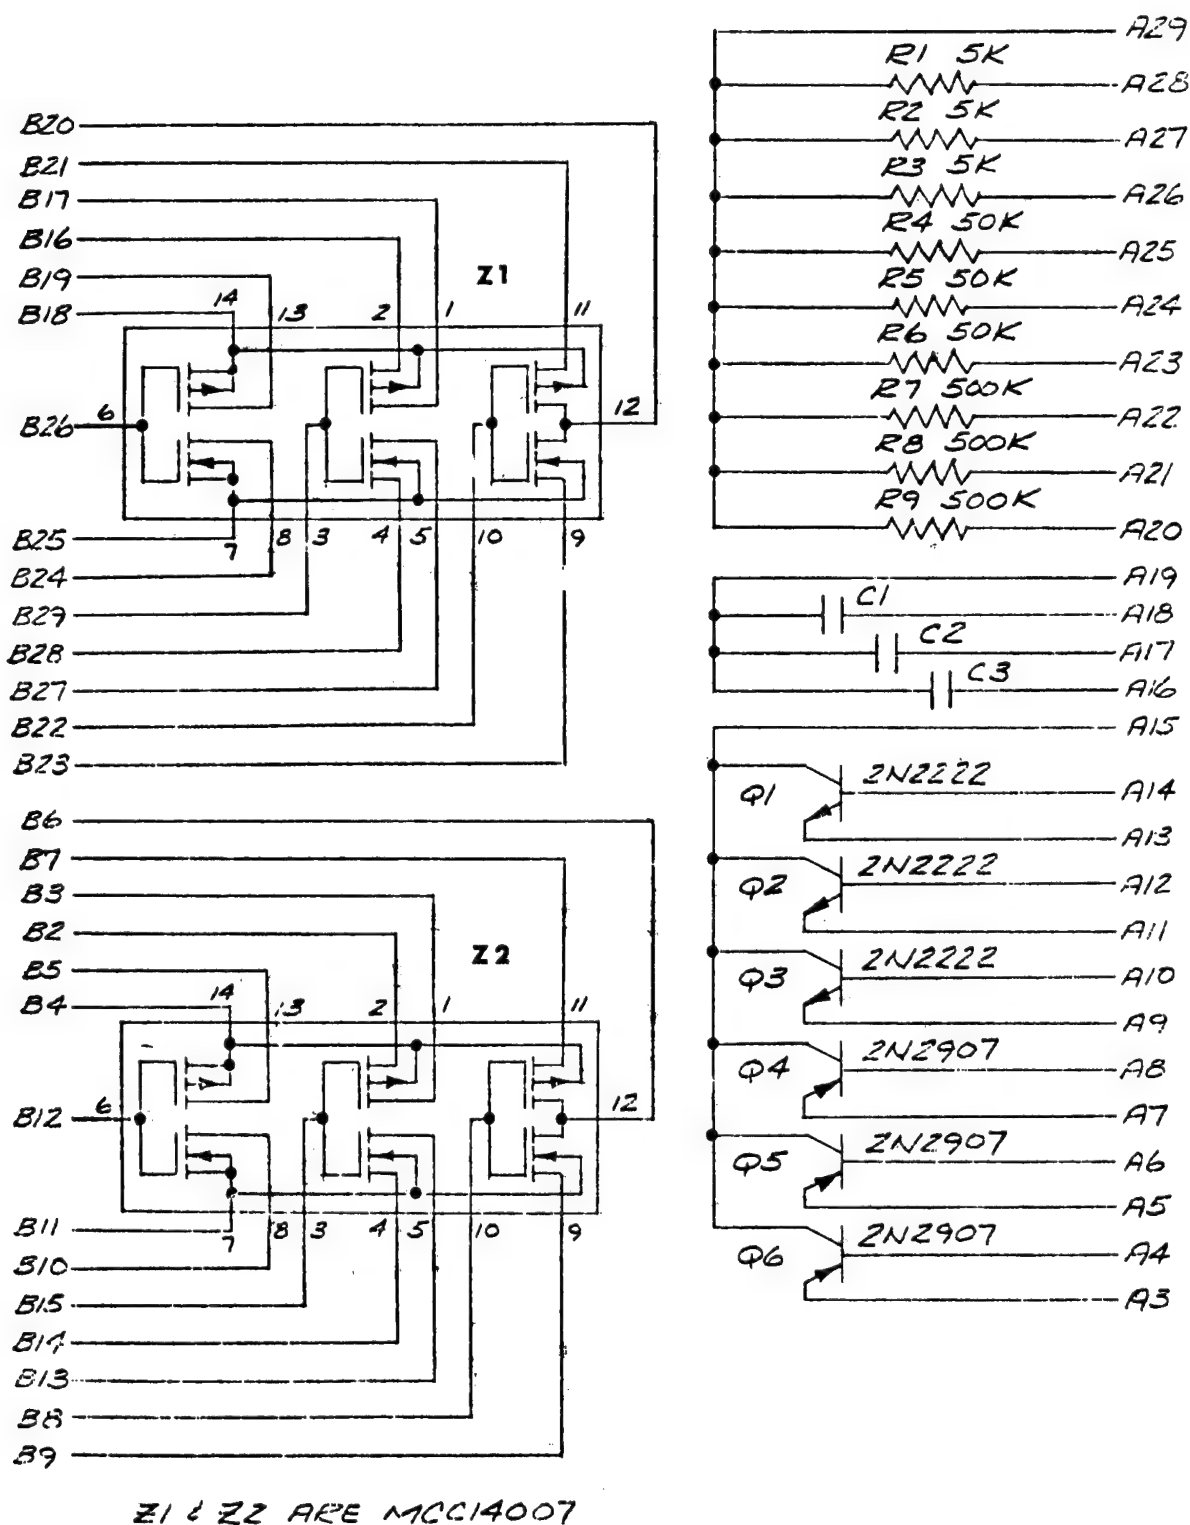 B20
B21
B17
B16
B19
B18
Z1
14
13
2
1
11
B26
6
12
B25
7
8
3
4
5
10
9
B24
B29
B28
B27
B22
B23
B6
B7
B3
B2
B5
B4
Z2
14
13
2
1
11
B12
6
12
B11
7
8
3
4
5
10
9
B10
B15
B14
B13
B8
B9
Z1 & Z2 ARE MCC14007
A29
R1 5K
A28
R2 5K
A27
R3 5K
A26
R4 50K
A25
R5 50K
A24
R6 50K
A23
R7 500K
A22
R8 500K
A21
R9 500K
A20
A19
C1
A18
C2
A17
C3
A16
A15
Q1 2N2222
A14
A13
Q2 2N2222
A12
A11
Q3 2N2222
A10
A9
Q4 2N2907
A8
A7
Q5 2N2907
A6
A5
Q6 2N2907
A4
A3